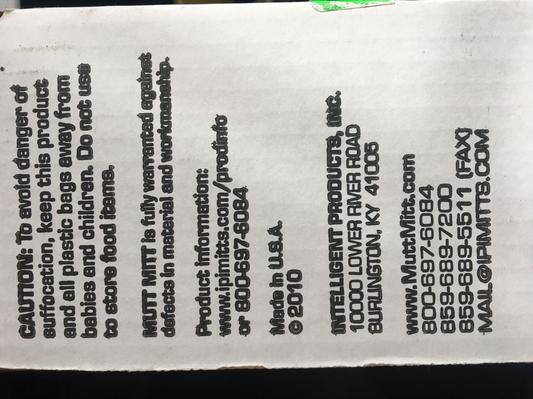 CAUTION: To avoid danger of
suffocation, keep this product
and all plastic bags away from
babies and children. Do not use
to store food items.
MUTT MITT is fully warranted against
defects in material and workmanship.
Product information:
www.ipimitts.com/prodinfo
or 800-697-6084
Made in U.S.A.
© 2010
INTELLIGENT PRODUCTS, INC.
10000 LOWER RIVER ROAD
BURLINGTON, KY 41005
www.MuttMitt.com
800-697-6084
859-689-7200
859-689-5511 (FAX)
MAIL@IPIMITTS.COM